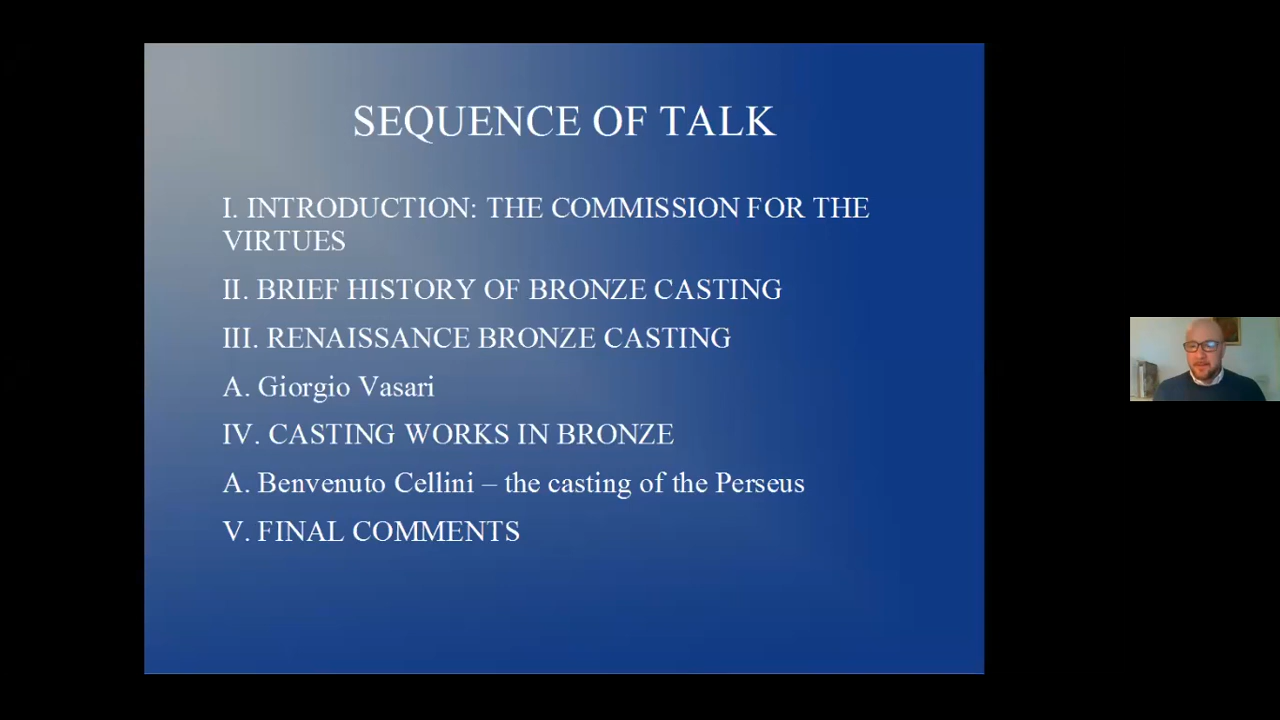 SEQUENCE OF TALK
I. INTRODUCTION: THE COMMISSION FOR THE
VIRTUES
II. BRIEF HISTORY OF BRONZE CASTING
III. RENAISSANCE BRONZE CASTING
A. Giorgio Vasari
IV. CASTING WORKS IN BRONZE
A. Benvenuto Cellini – the casting of the Perseus
V. FINAL COMMENTS